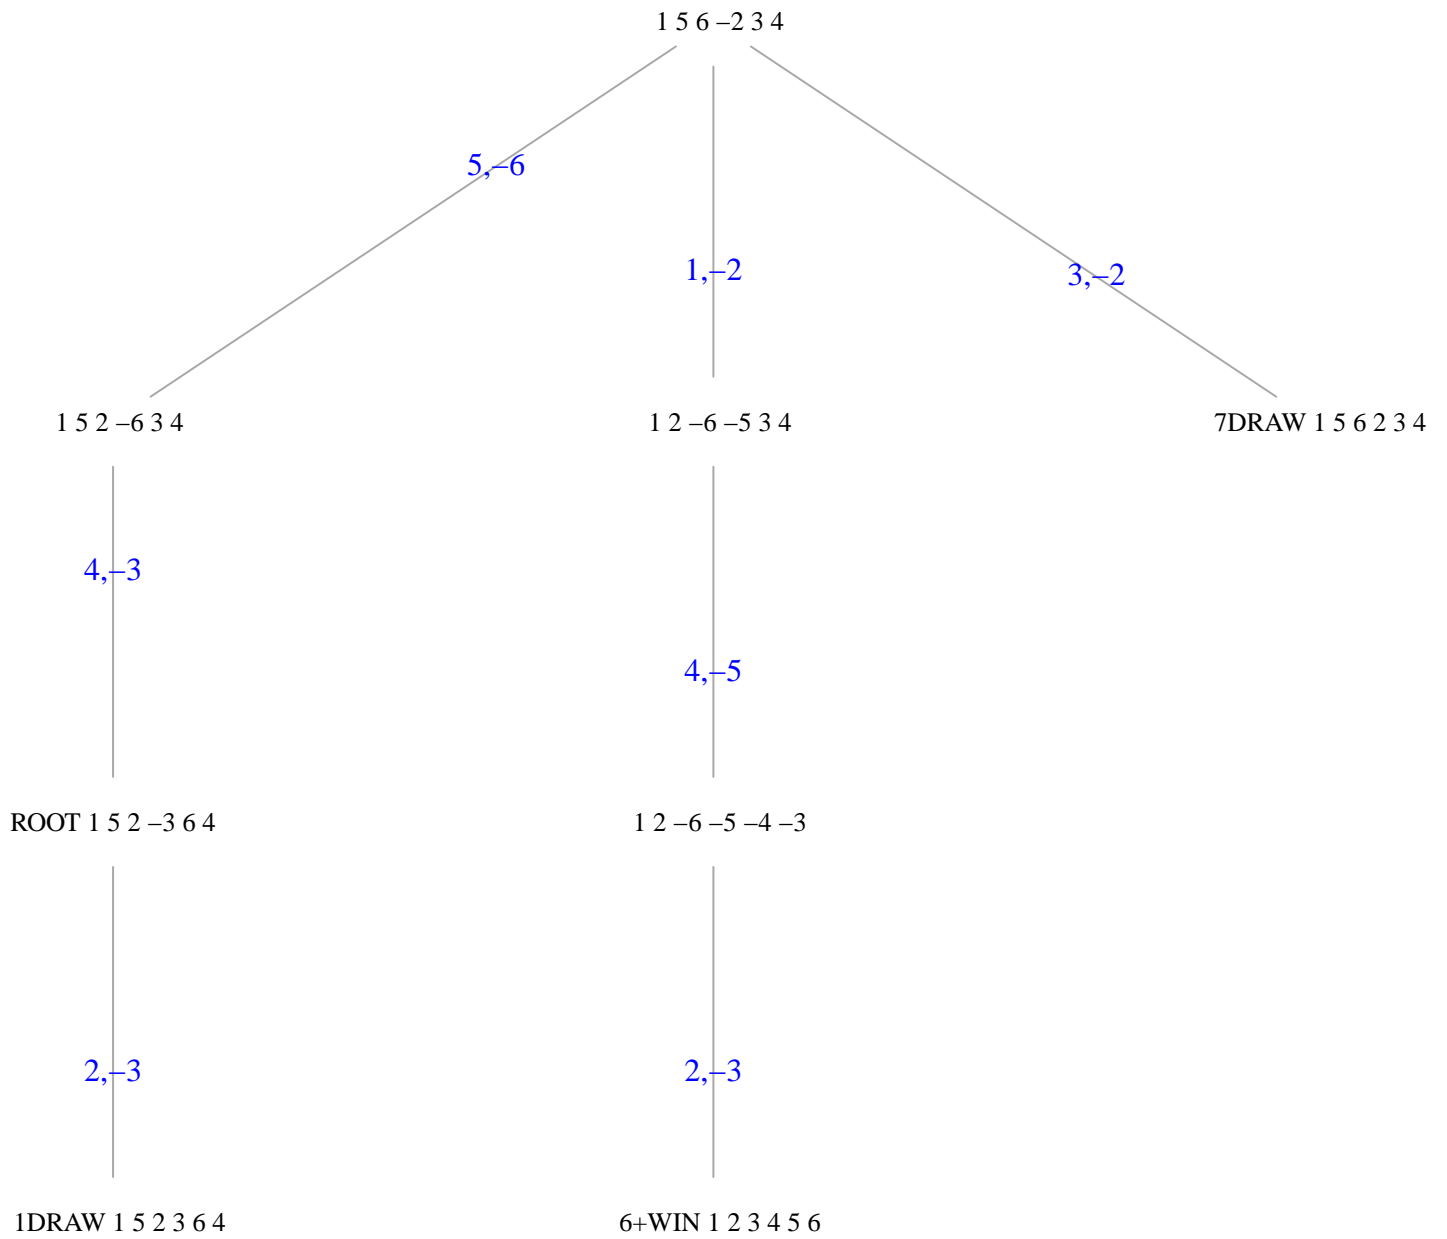 1 5 6 –2 3 4
5,–6
1,–2
3,–2
1 5 2 –6 3 4
1 2 –6 –5 3 4
7DRAW 1 5 6 2 3 4
4,–3
4,–5
ROOT 1 5 2 –3 6 4
1 2 –6 –5 –4 –3
2,–3
2,–3
1DRAW 1 5 2 3 6 4
6+WIN 1 2 3 4 5 6